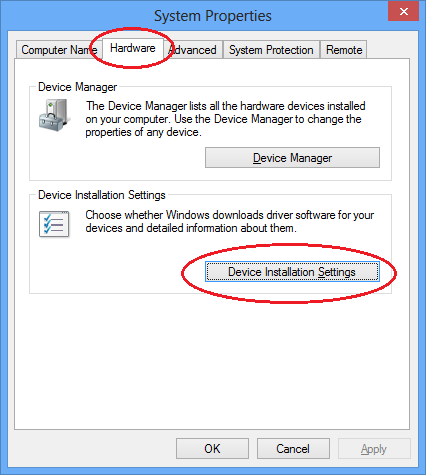 System Properties
Computer Name Hardware Advanced System Protection Remote
Device Manager
The Device Manager lists all the hardware devices installed
on your computer. Use the Device Manager to change the
properties of any device.
Device Manager
Device Installation Settings
Choose whether Windows downloads driver software for your
devices and detailed information about them.
Device Installation Settings
OK Cancel Apply